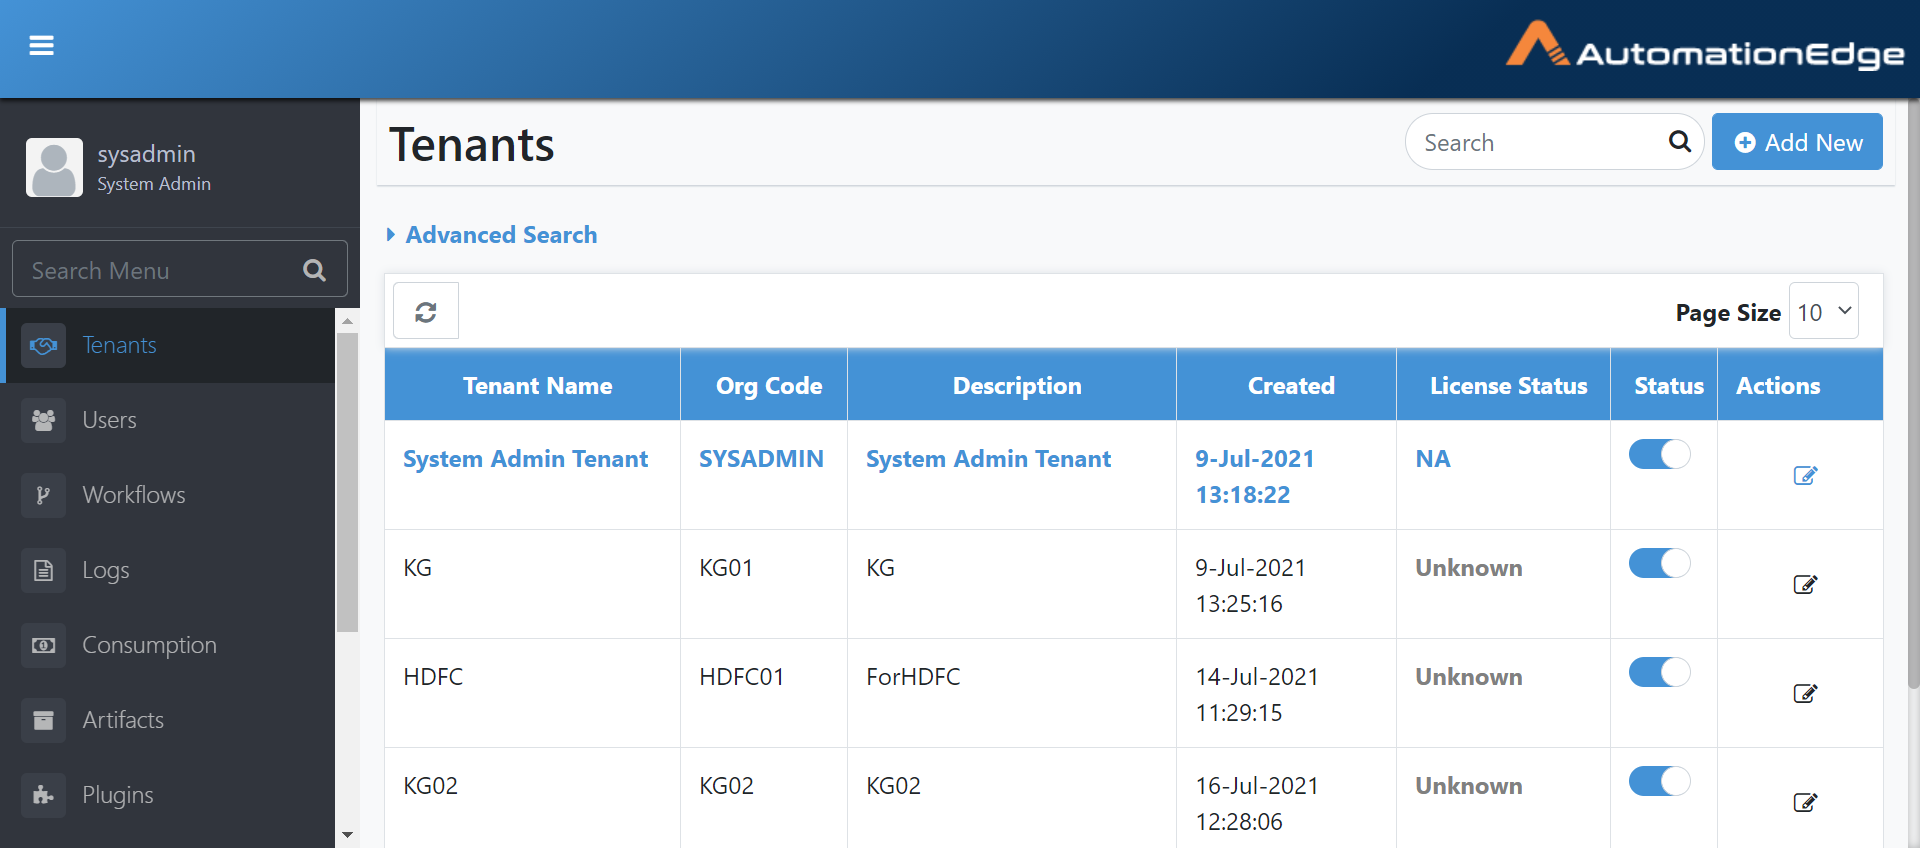 AutomationEdge
sysadmin
System Admin
Search Menu
Tenants
Users
Workflows
Logs
Consumption
Artifacts
Plugins
Tenants
Search
Add New
Advanced Search
Page Size 10
Tenant Name Org Code Description Created License Status Status Actions
System Admin Tenant SYSADMIN System Admin Tenant 9-Jul-2021 NA
13:18:22
KG KG01 KG 9-Jul-2021 Unknown
13:25:16
HDFC HDFC01 ForHDFC 14-Jul-2021 Unknown
11:29:15
KG02 KG02 KG02 16-Jul-2021 Unknown
12:28:06